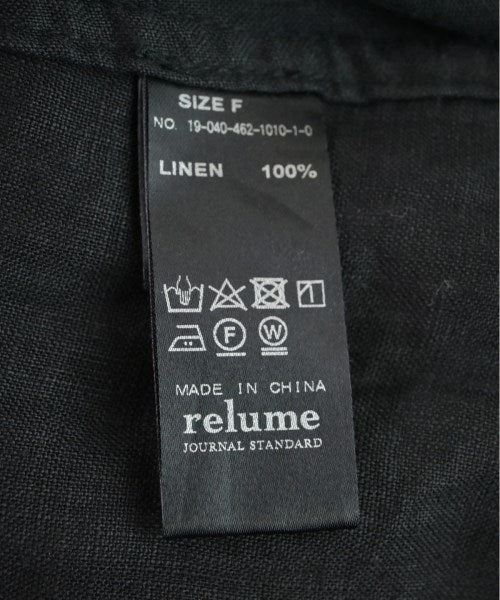 SIZE F
NO. 19-040-462-1010-1-0
LINEN 100%
F W
MADE IN CHINA
relume
JOURNAL STANDARD